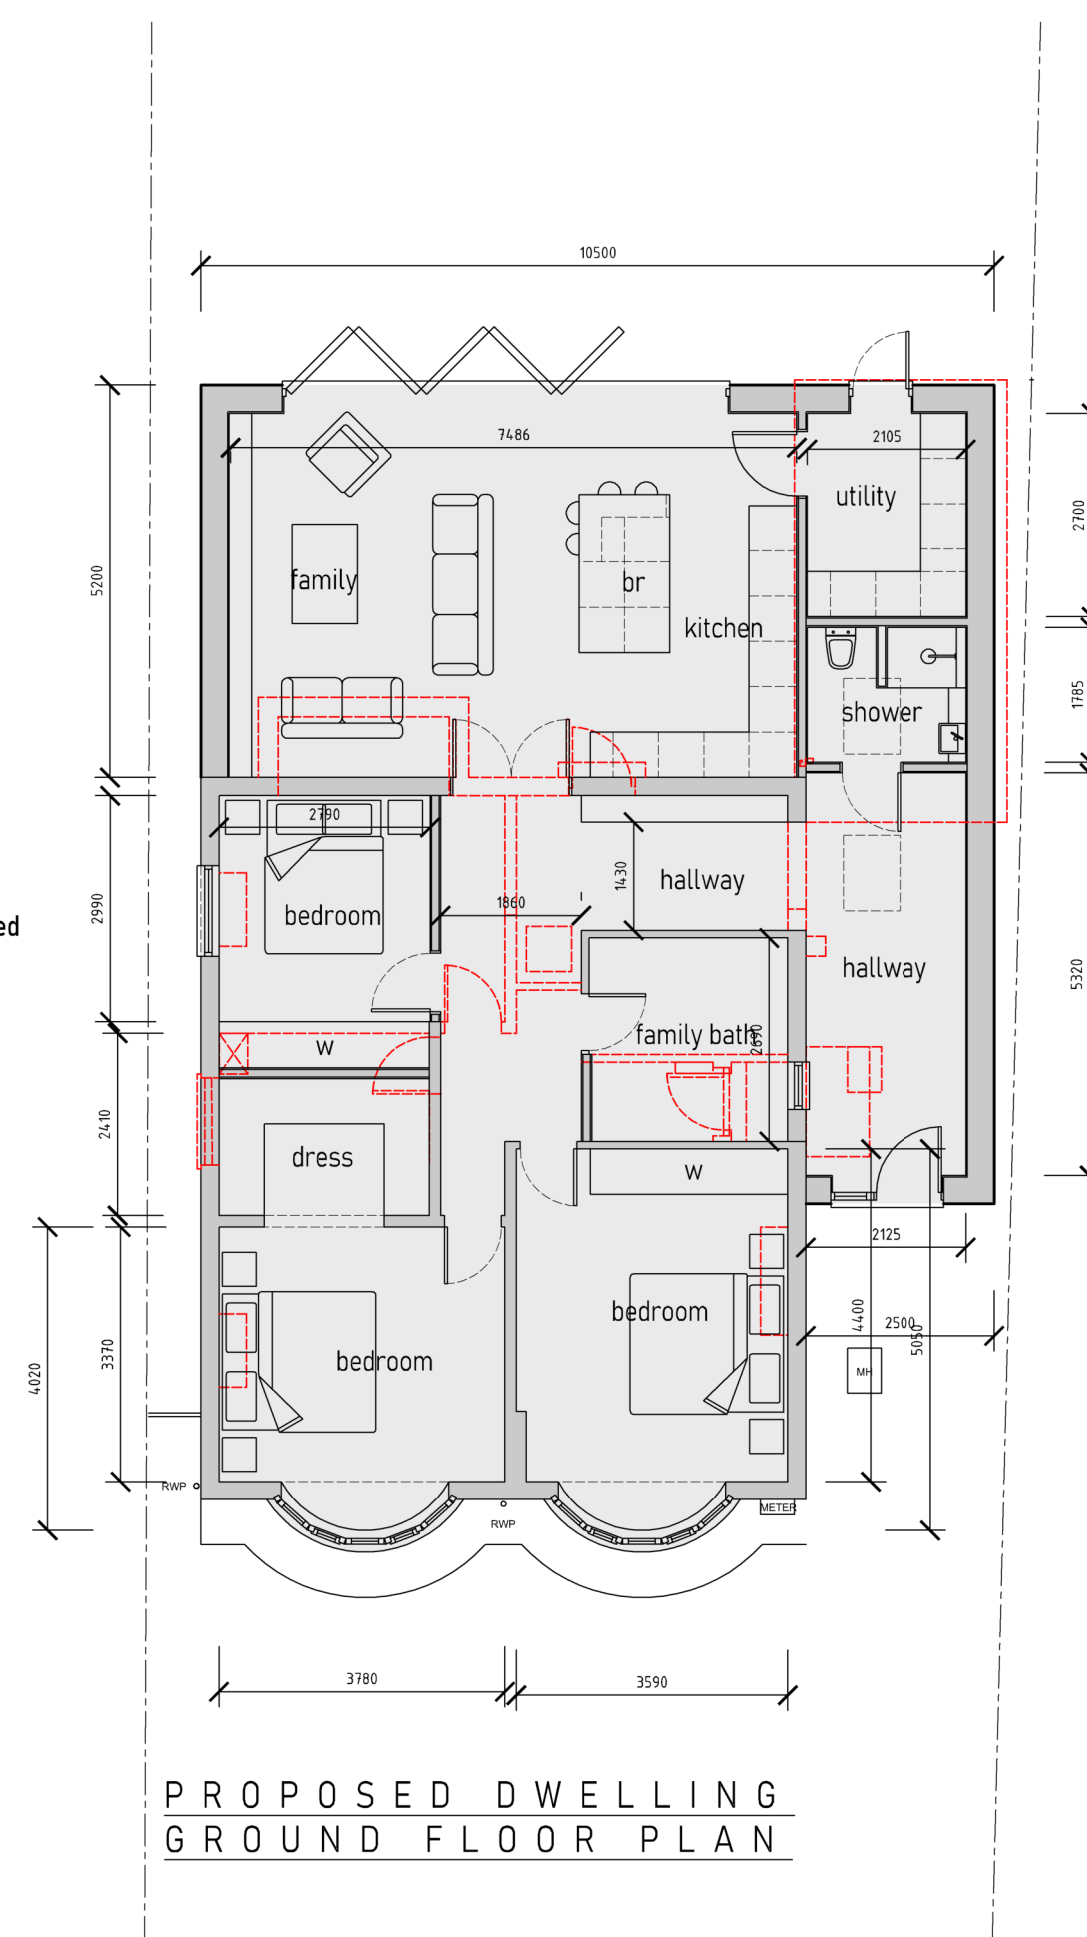 10500
7486
2105
utility
2700
5200
family
br
kitchen
1785
shower
2790
1430
hallway
2990
1860
bedroom
ed
hallway
5320
family bath
2690
W
2410
dress
W
2125
4400
2500
5050
bedroom
3370
4020
bedroom
MH
RWP
METER
RWP
3780
3590
PROPOSED DWELLING
GROUND FLOOR PLAN